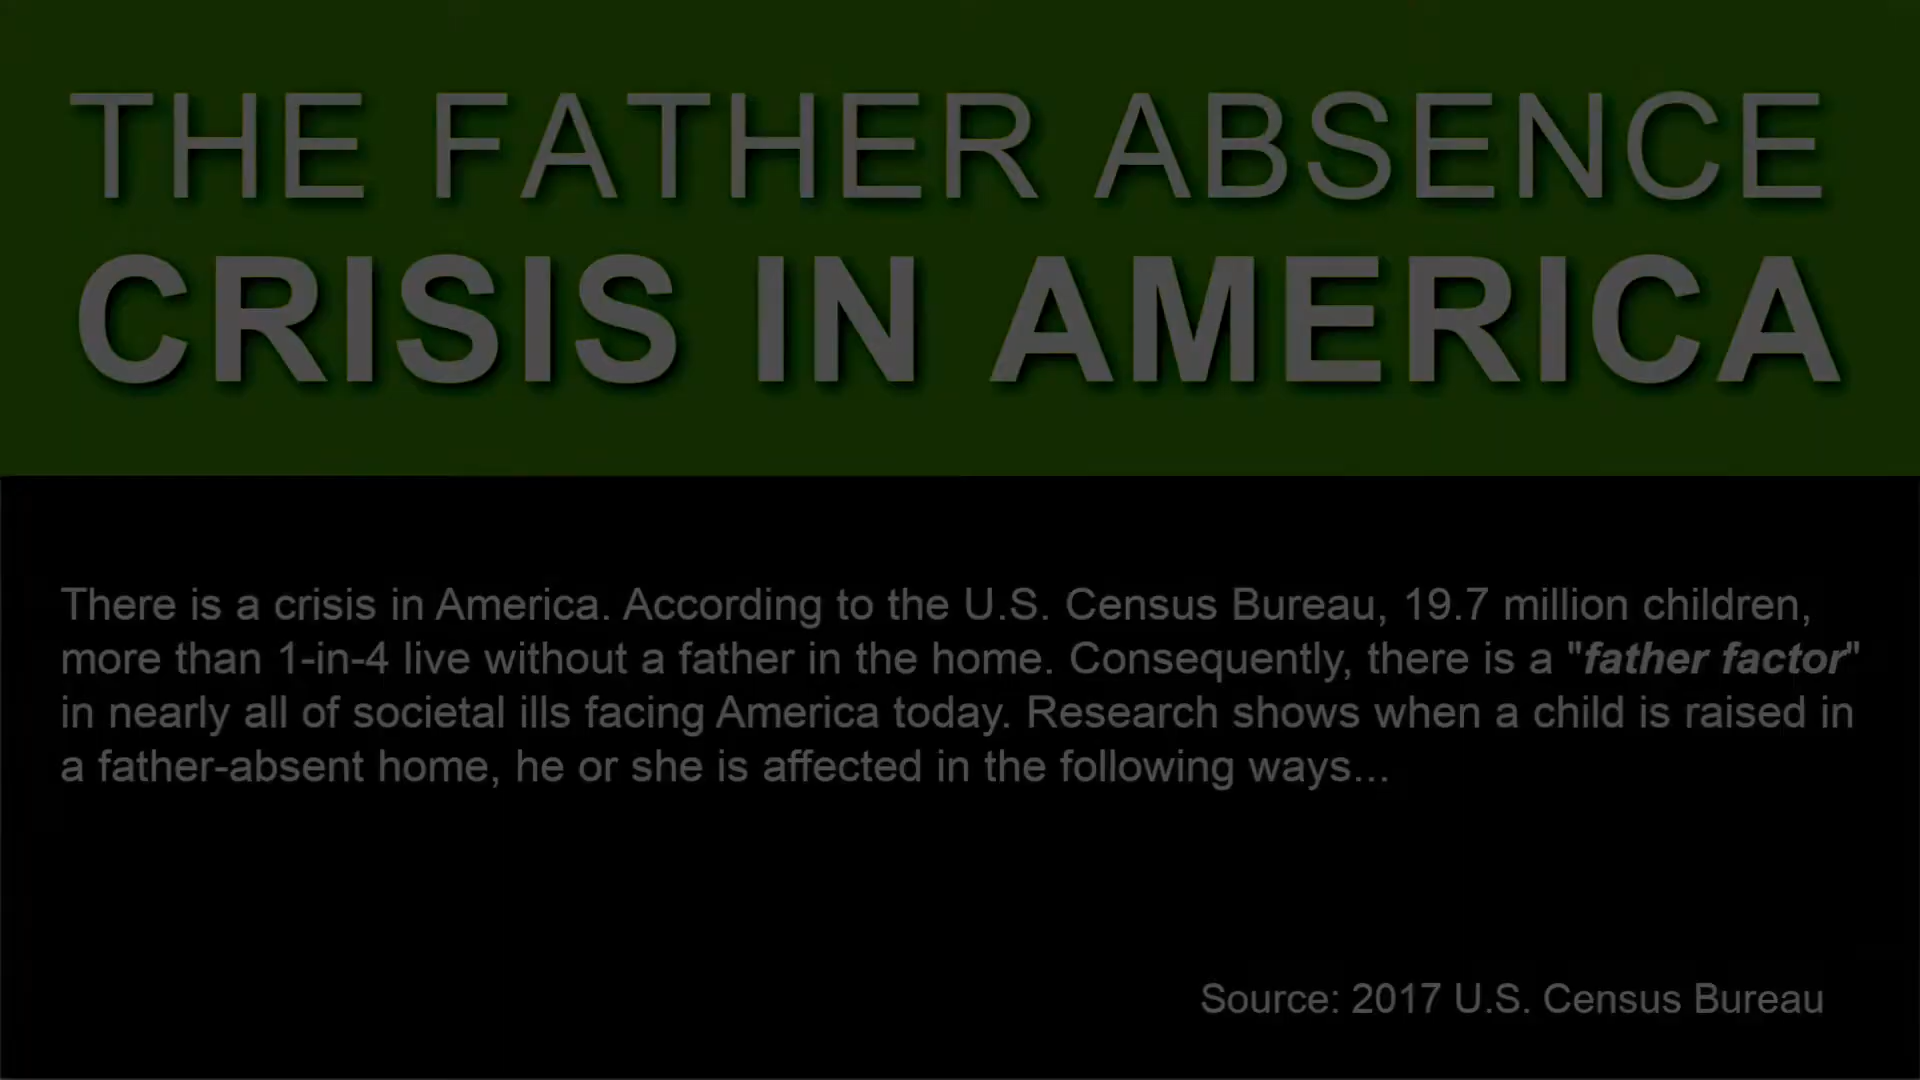 THE FATHER ABSENCE
CRISIS IN AMERICA
There is a crisis in America. According to the U.S. Census Bureau, 19.7 million children,
more than 1-in-4 live without a father in the home. Consequently, there is a "father factor"
in nearly all of societal ills facing America today. Research shows when a child is raised in
a father-absent home, he or she is affected in the following ways...
Source: 2017 U.S. Census Bureau